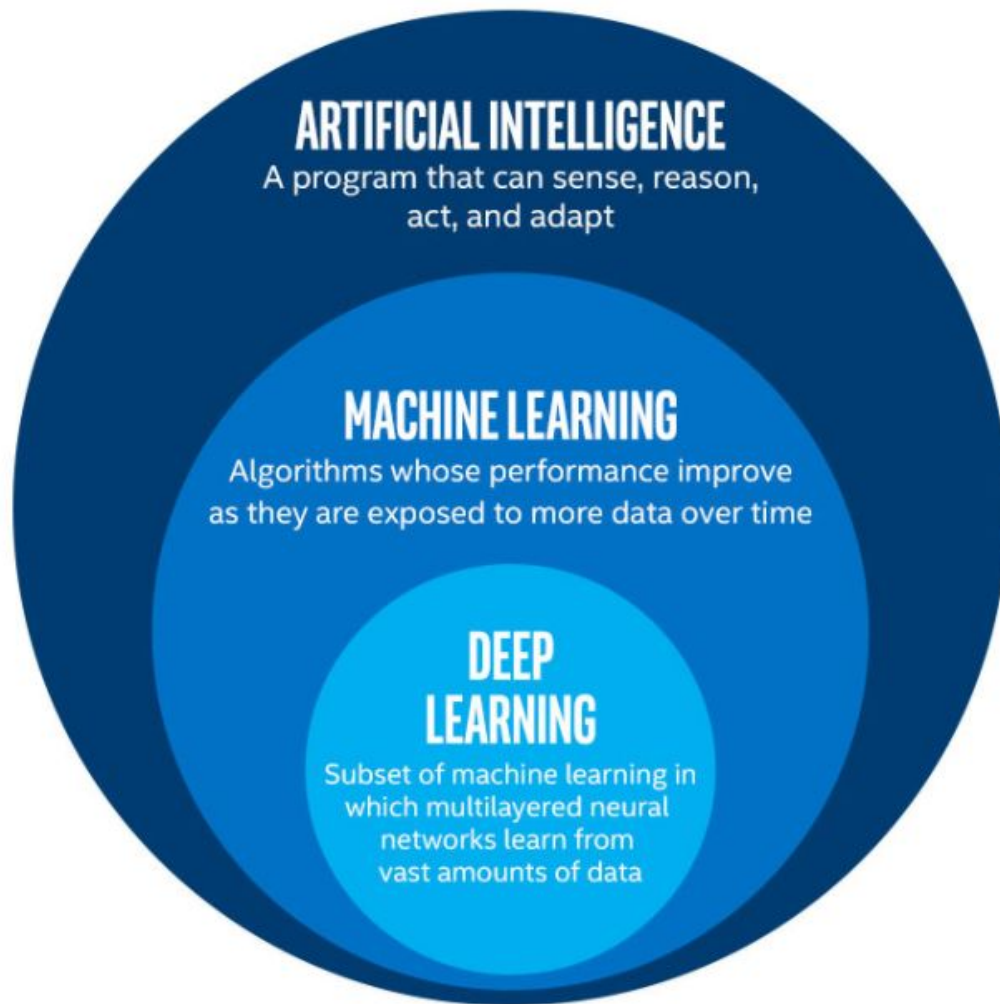 ARTIFICIAL INTELLIGENCE
A program that can sense, reason,
act, and adapt
MACHINE LEARNING
Algorithms whose performance improve
as they are exposed to more data over time
DEEP
LEARNING
Subset of machine learning in
which multilayered neural
networks learn from
vast amounts of data